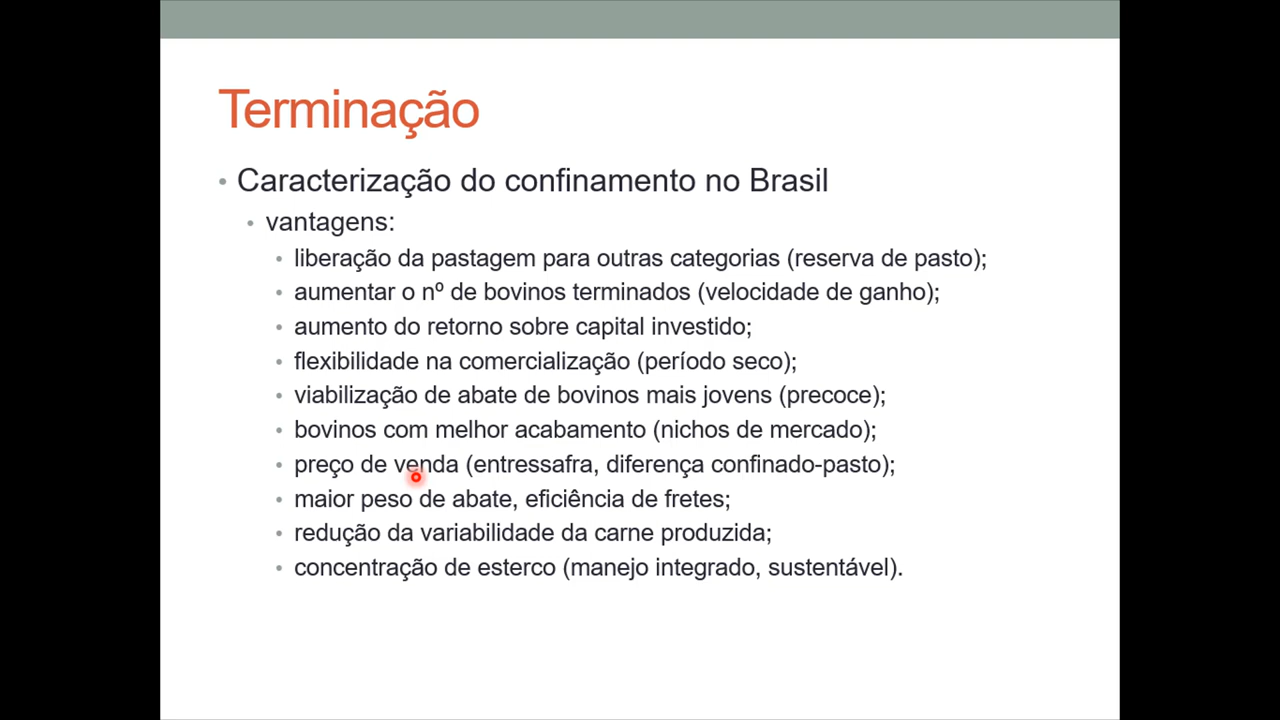 Terminação
• Caracterização do confinamento no Brasil
• vantagens:
• liberação da pastagem para outras categorias (reserva de pasto);
• aumentar o nº de bovinos terminados (velocidade de ganho);
• aumento do retorno sobre capital investido;
• flexibilidade na comercialização (período seco);
• viabilização de abate de bovinos mais jovens (precoce);
• bovinos com melhor acabamento (nichos de mercado);
• preço de venda (entressafra, diferença confinado-pasto);
• maior peso de abate, eficiência de fretes;
• redução da variabilidade da carne produzida;
• concentração de esterco (manejo integrado, sustentável).